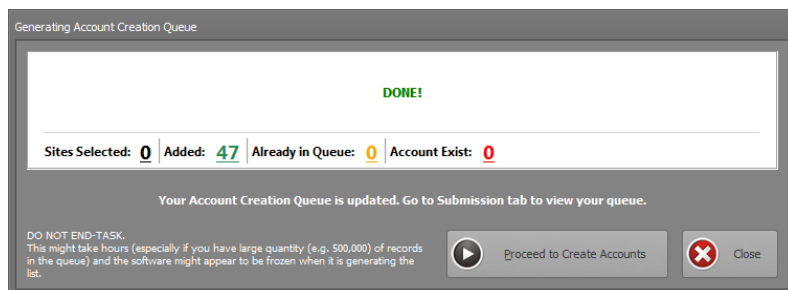 Generating Account Creation Queue
DONE!
Sites Selected: 0 Added: 47 Already in Queue: 0 Account Exist: 0
Your Account Creation Queue is updated. Go to Submission tab to view your queue.
DO NOT END-TASK.
This might take hours (especially if you have large quantity (e.g. 500,000) of records
in the queue) and the software might appear to be frozen when it is generating the
list.
Proceed to Create Accounts
Close